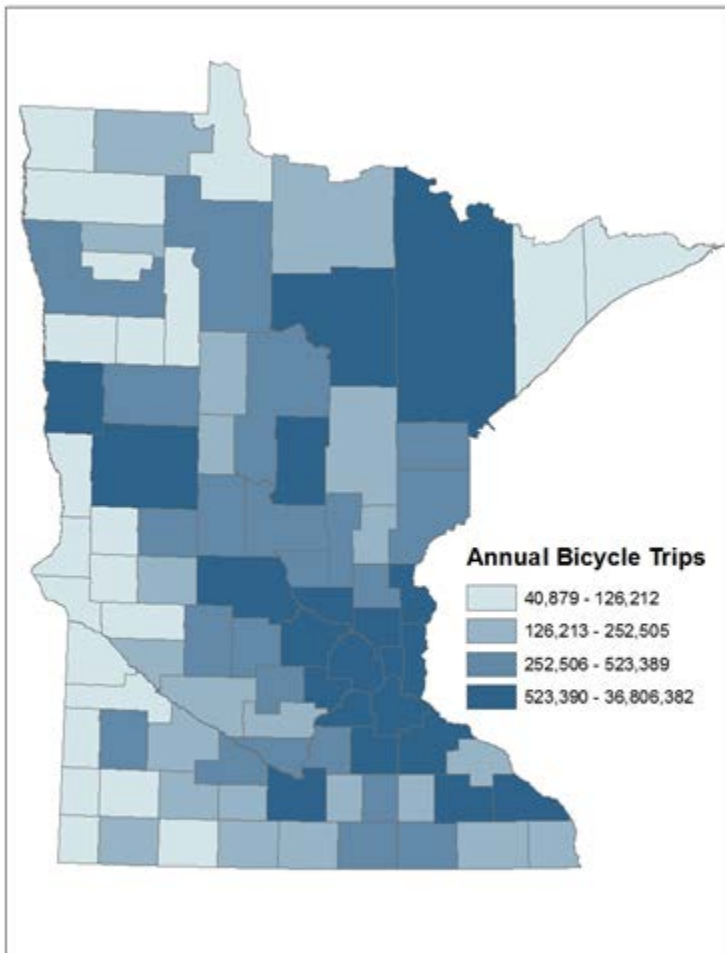 Annual Bicycle Trips
40,879 - 126,212
126,213 - 252,505
252,506 - 523,389
523,390 - 36,806,382